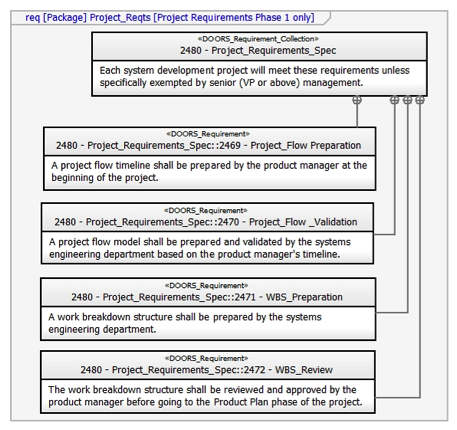 req [Package] Project_Reqts [Project Requirements Phase 1 only]
«DOORS_Requirement_Collection»
2480 - Project_Requirements_Spec
Each system development project will meet these requirements unless
specifically exempted by senior (VP or above) management.
«DOORS_Requirement»
2480 - Project_Requirements_Spec::2469 - Project_Flow Preparation
A project flow timeline shall be prepared by the product manager at the
beginning of the project.
«DOORS_Requirement»
2480 - Project_Requirements_Spec::2470 - Project_Flow _Validation
A project flow model shall be prepared and validated by the systems
engineering department based on the product manager's timeline.
«DOORS_Requirement»
2480 - Project_Requirements_Spec::2471 - WBS_Preparation
A work breakdown structure shall be prepared by the systems
engineering department.
«DOORS_Requirement»
2480 - Project_Requirements_Spec::2472 - WBS_Review
The work breakdown structure shall be reviewed and approved by the
product manager before going to the Product Plan phase of the project.